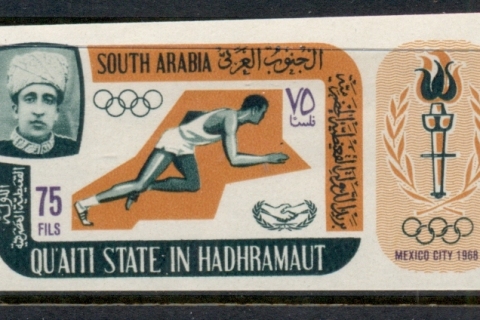 SOUTH ARABIA الجنوب العربي
٧٥
فلسا
75
FILS
QU'AITI STATE IN HADHRAMAUT
MEXICO CITY 1968